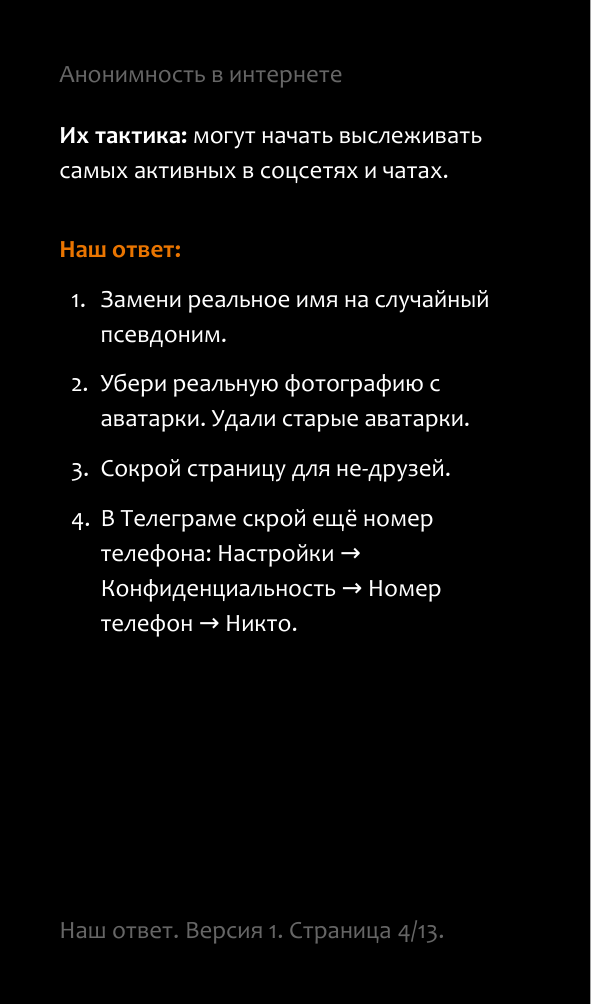 Анонимность в интернете
Их тактика: могут начать выслеживать
самых активных в соцсетях и чатах.
Наш ответ:
1. Замени реальное имя на случайный
псевдоним.
2. Убери реальную фотографию с
аватарки. Удали старые аватарки.
3. Сокрой страницу для не-друзей.
4. В Телеграме скрой ещё номер
телефона: Настройки →
Конфиденциальность → Номер
телефон → Никто.
Наш ответ. Версия 1. Страница 4/13.